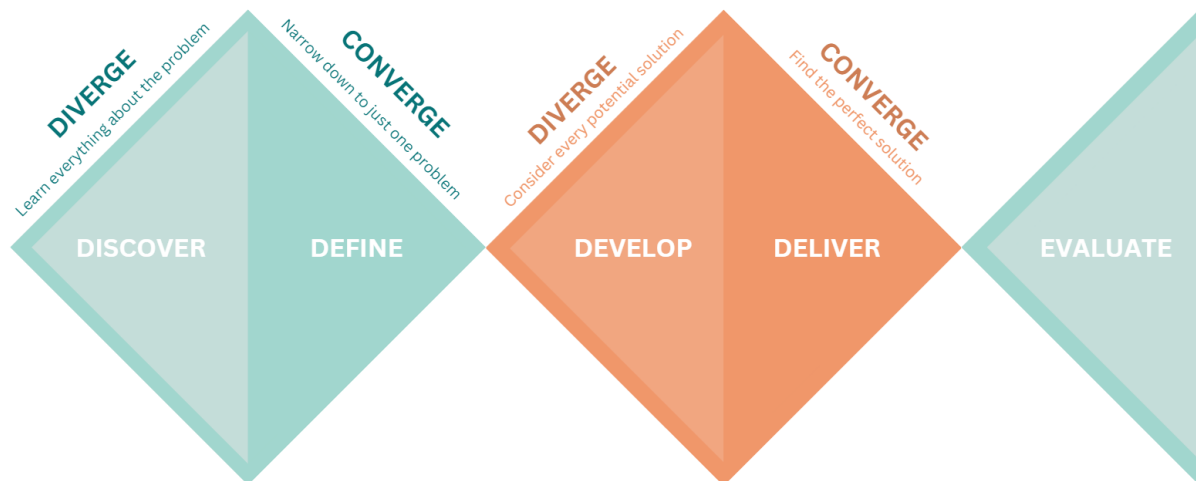 DIVERGE
Learn everything about the problem
CONVERGE
Narrow down to just one problem
DISCOVER
DEFINE
DIVERGE
Consider every potential solution
CONVERGE
Find the perfect solution
DEVELOP
DELIVER
EVALUATE